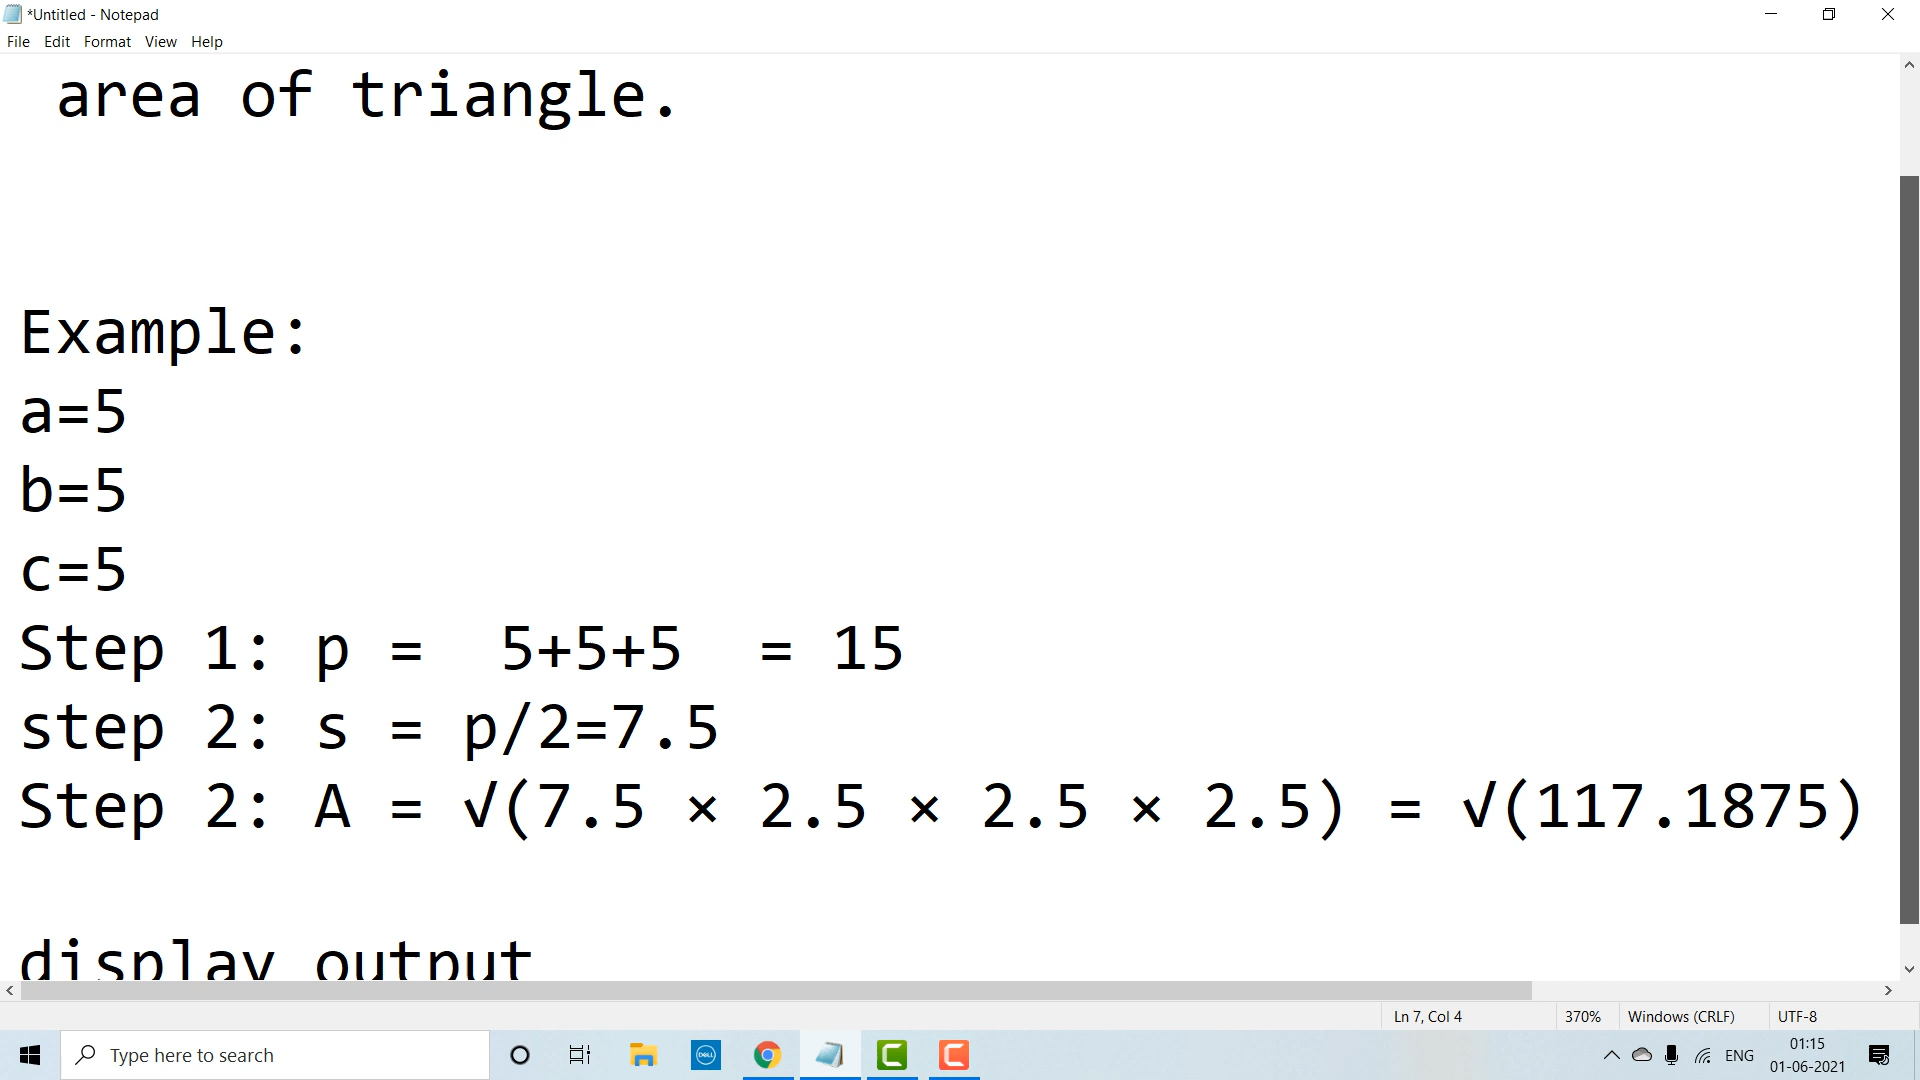 *Untitled - Notepad
File Edit Format View Help
area of triangle.
Example:
a=5
b=5
c=5
Step 1: p =  5+5+5  = 15
step 2: s = p/2=7.5
Step 2: A = √(7.5 × 2.5 × 2.5 × 2.5) = √(117.1875)
display output
Ln 7, Col 4 370% Windows (CRLF) UTF-8
Type here to search
DELL
ENG
01:15
01-06-2021